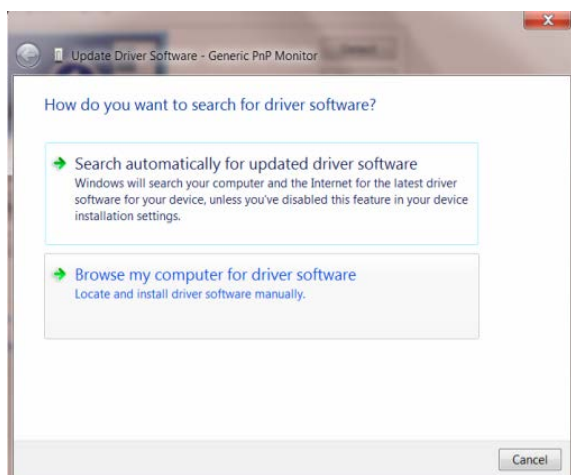 Update Driver Software - Generic PnP Monitor
How do you want to search for driver software?
Search automatically for updated driver software
Windows will search your computer and the Internet for the latest driver
software for your device, unless you've disabled this feature in your device
installation settings.
Browse my computer for driver software
Locate and install driver software manually.
Cancel